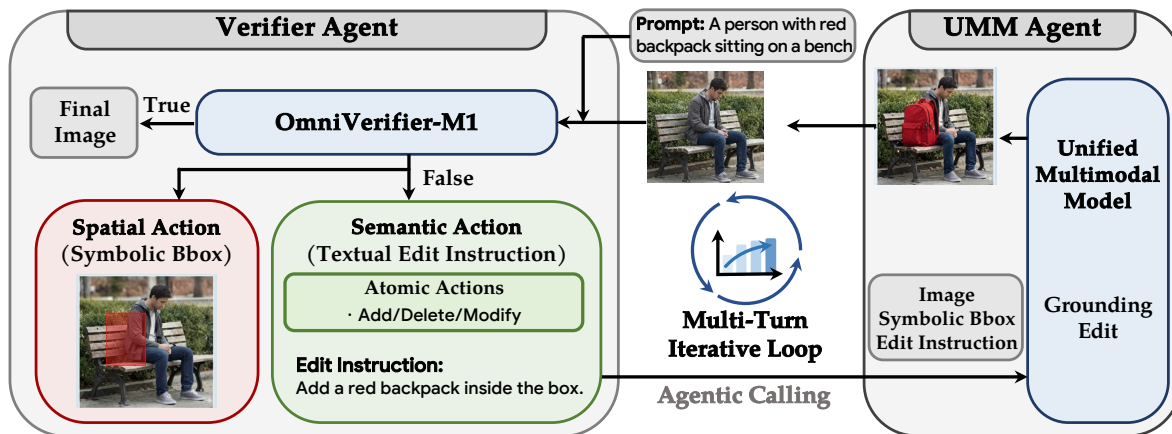 Verifier Agent
Prompt: A person with red
backpack sitting on a bench
UMM Agent
Final
Image
True
OmniVerifier-M1
False
Spatial Action
(Symbolic Bbox)
Semantic Action
(Textual Edit Instruction)
Atomic Actions
· Add/Delete/Modify
Edit Instruction:
Add a red backpack inside the box.
Multi-Turn
Iterative Loop
Agentic Calling
Unified
Multimodal
Model
Grounding
Edit
Image
Symbolic Bbox
Edit Instruction